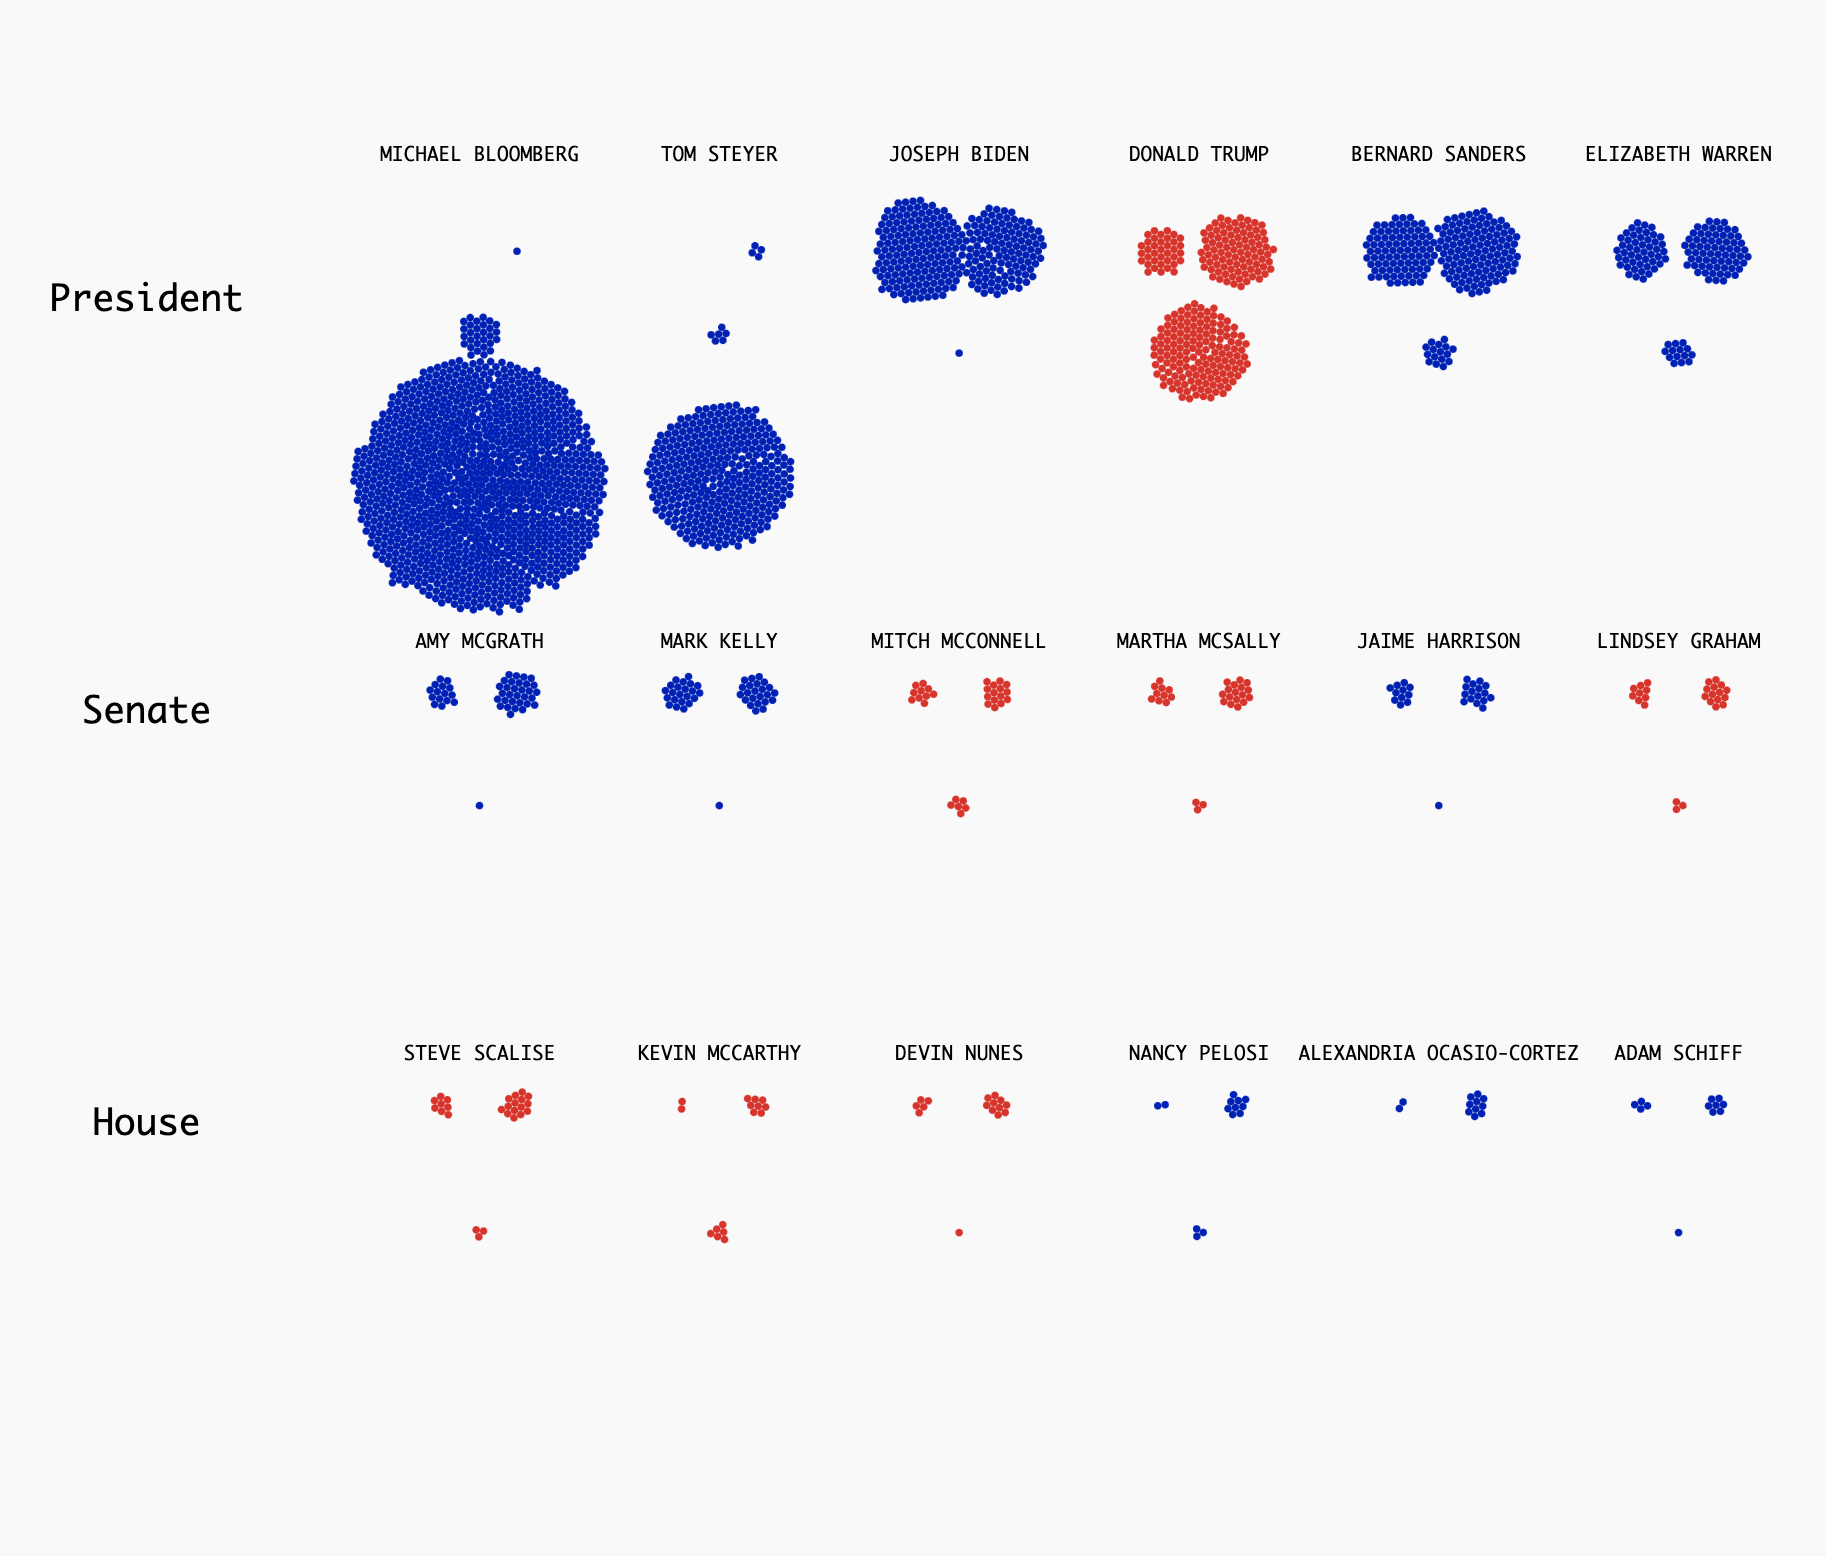 MICHAEL BLOOMBERG
TOM STEYER
JOSEPH BIDEN
DONALD TRUMP
BERNARD SANDERS
ELIZABETH WARREN
President
AMY MCGRATH
MARK KELLY
MITCH MCCONNELL
MARTHA MCSALLY
JAIME HARRISON
LINDSEY GRAHAM
Senate
STEVE SCALISE
KEVIN MCCARTHY
DEVIN NUNES
NANCY PELOSI
ALEXANDRIA OCASIO-CORTEZ
ADAM SCHIFF
House